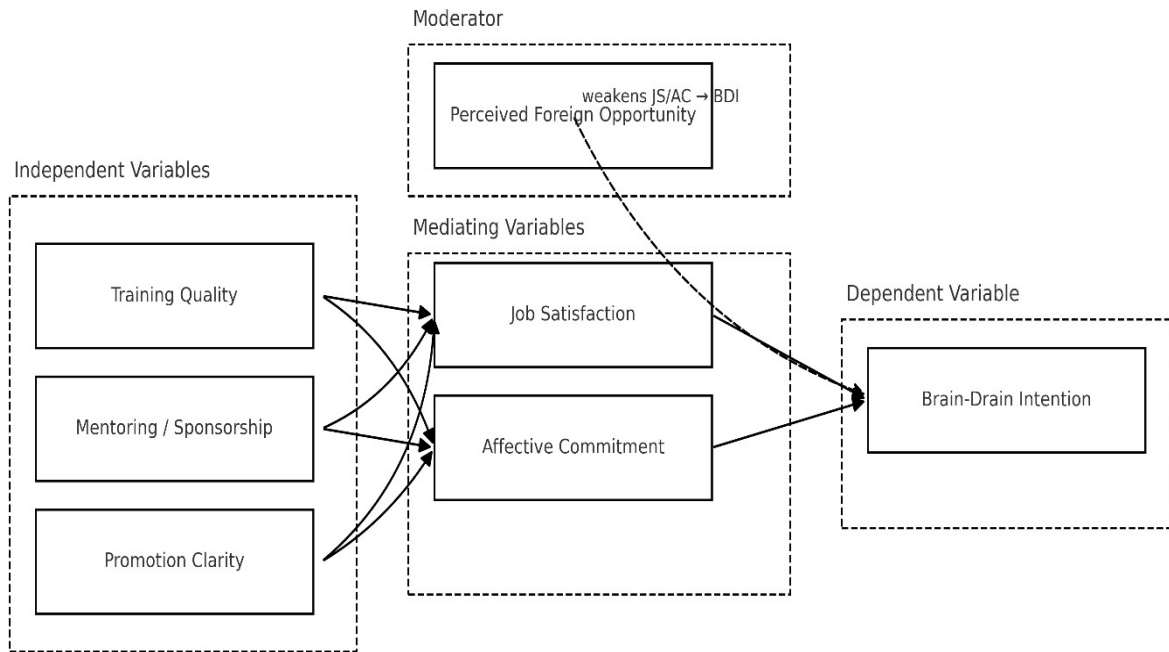 Moderator
weakens JS/AC → BDI
Perceived Foreign Opportunity
Independent Variables
Training Quality
Mentoring / Sponsorship
Promotion Clarity
Mediating Variables
Job Satisfaction
Affective Commitment
Dependent Variable
Brain-Drain Intention